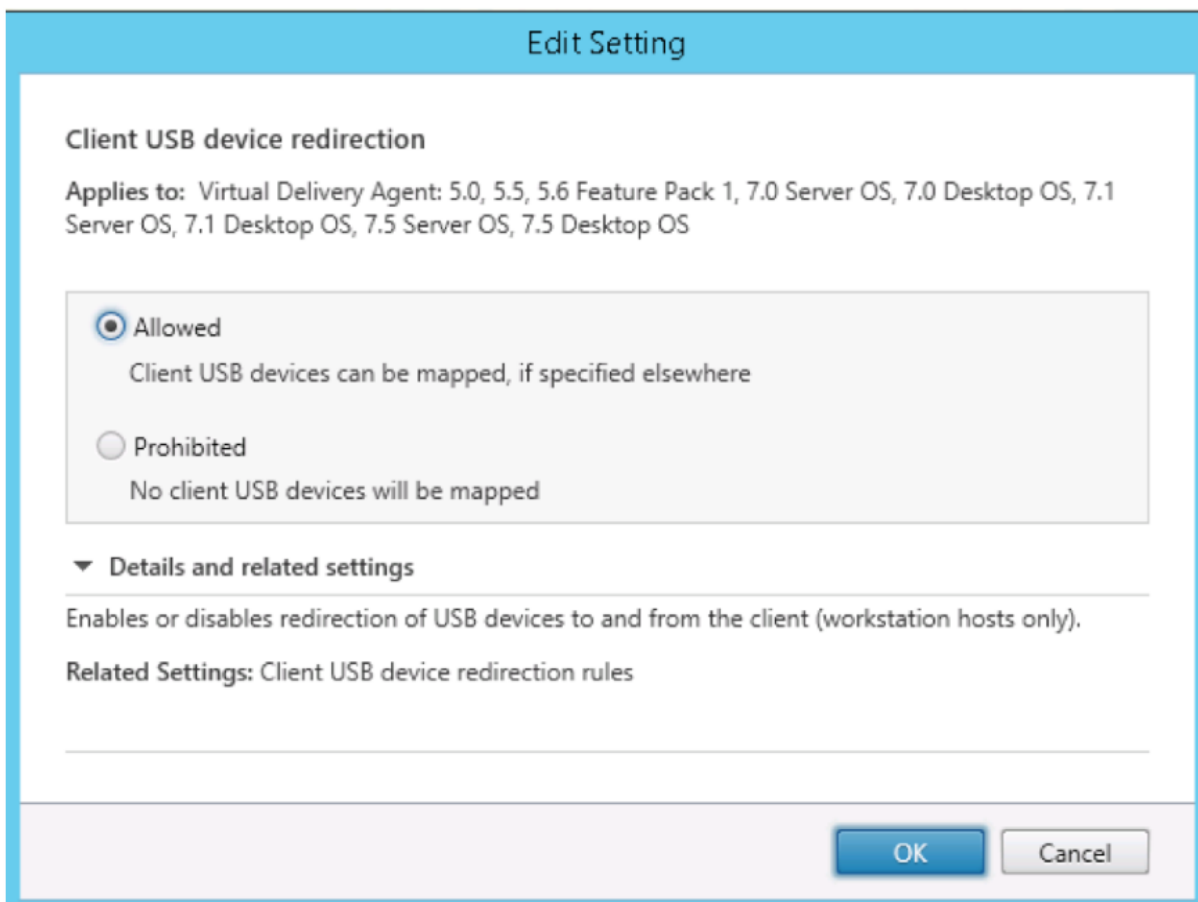 Edit Setting
Client USB device redirection
Applies to: Virtual Delivery Agent: 5.0, 5.5, 5.6 Feature Pack 1, 7.0 Server OS, 7.0 Desktop OS, 7.1
Server OS, 7.1 Desktop OS, 7.5 Server OS, 7.5 Desktop OS
Allowed
Client USB devices can be mapped, if specified elsewhere
Prohibited
No client USB devices will be mapped
Details and related settings
Enables or disables redirection of USB devices to and from the client (workstation hosts only).
Related Settings: Client USB device redirection rules
OK
Cancel